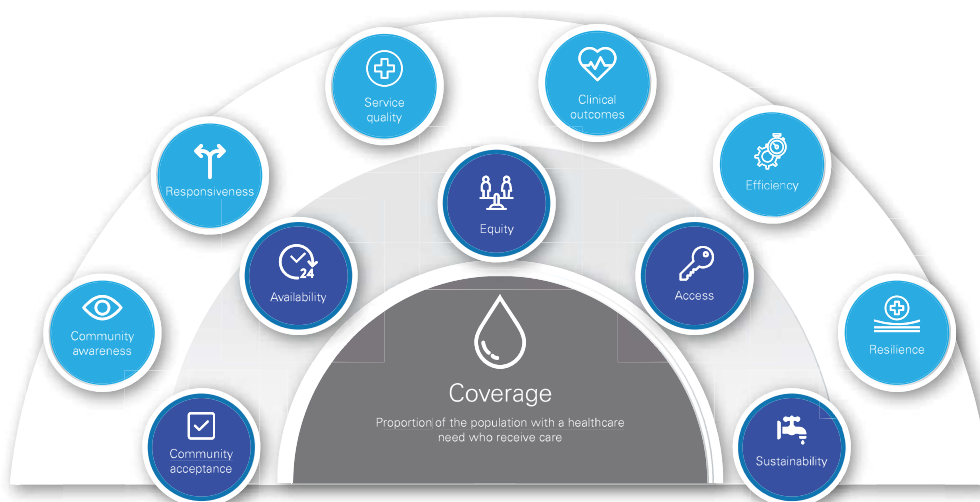 Service
quality
Clinical
outcomes
Responsiveness
Efficiency
Equity
Availability
24
Access
Community
awareness
Resilience
Coverage
Proportion of the population with a healthcare
need who receive care
Community
acceptance
Sustainability